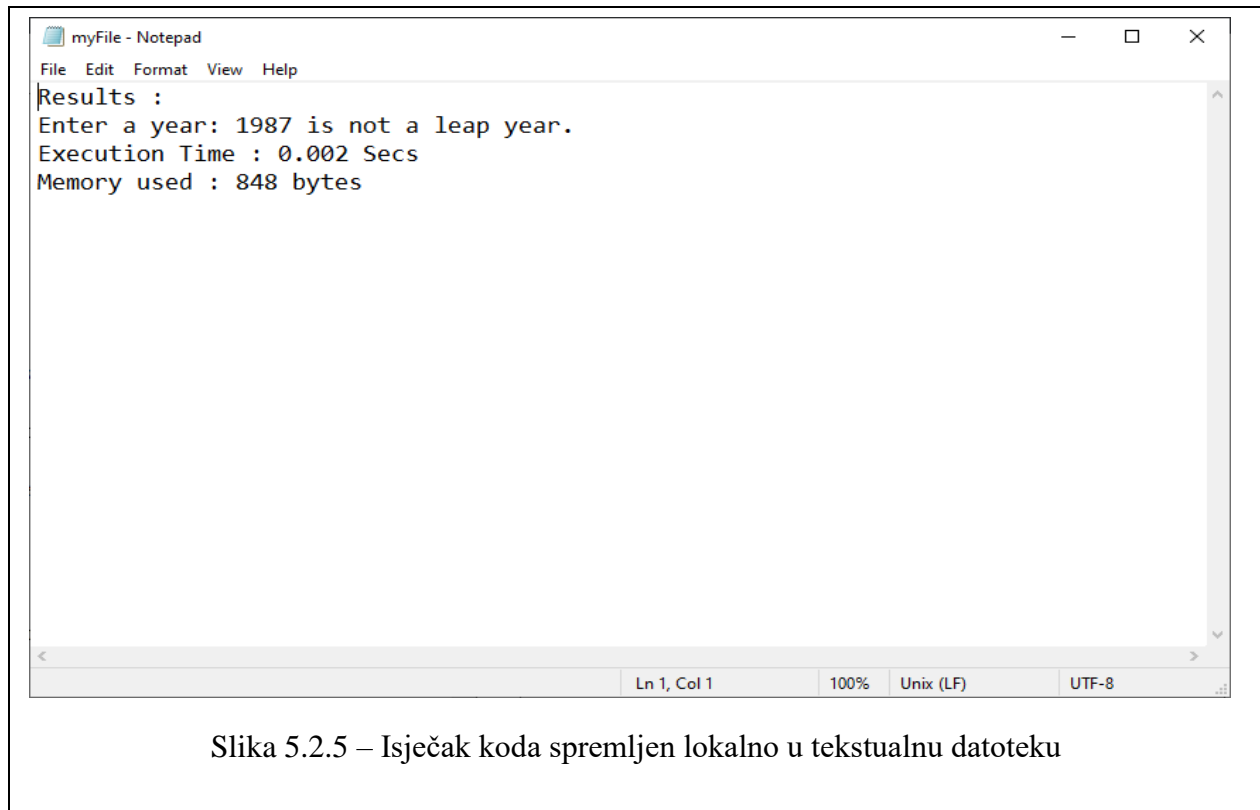 myFile - Notepad
File Edit Format View Help
Results :
Enter a year: 1987 is not a leap year.
Execution Time : 0.002 Secs
Memory used : 848 bytes
Ln 1, Col 1 100% Unix (LF) UTF-8
Slika 5.2.5 – Isječak koda spremljen lokalno u tekstualnu datoteku